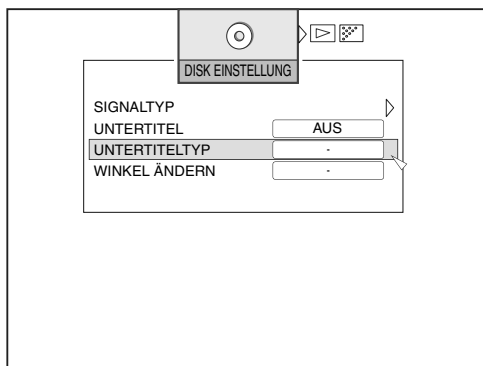 DISK EINSTELLUNG
SIGNALTYP
UNTERTITEL AUS
UNTERTITELTYP -
WINKEL ÄNDERN -